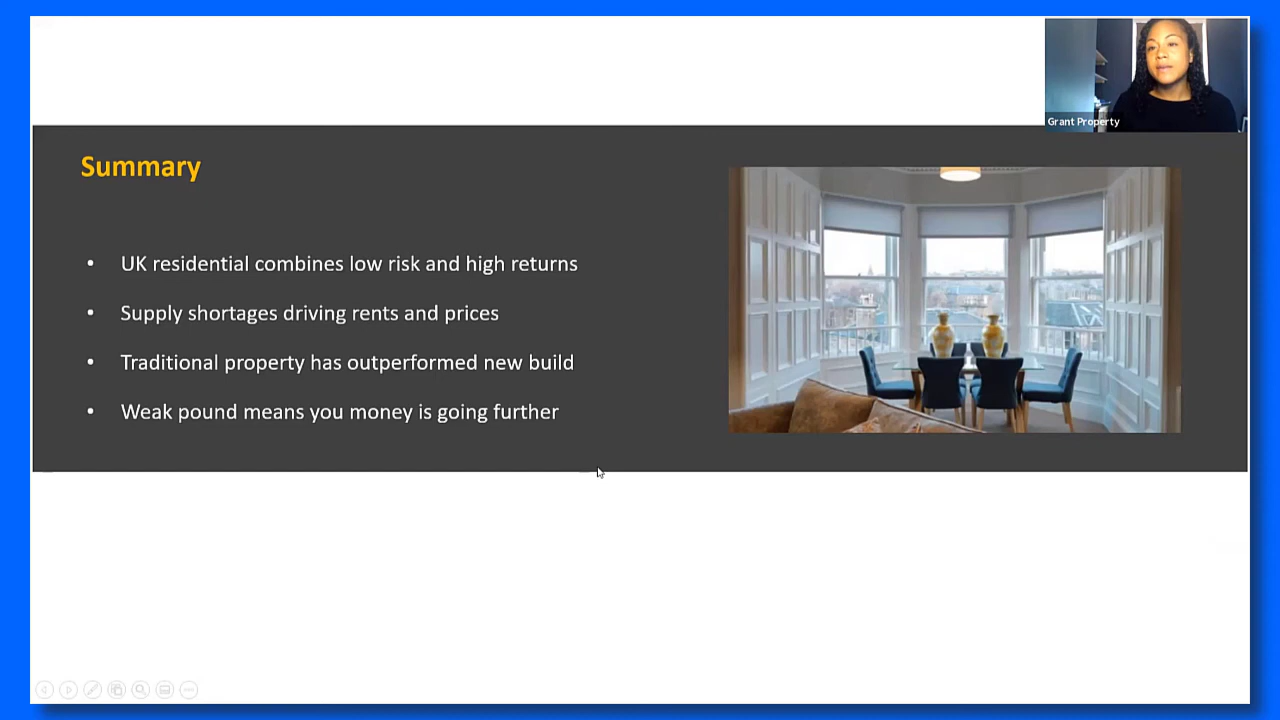 Grant Property
Summary
• UK residential combines low risk and high returns
• Supply shortages driving rents and prices
• Traditional property has outperformed new build
• Weak pound means you money is going further